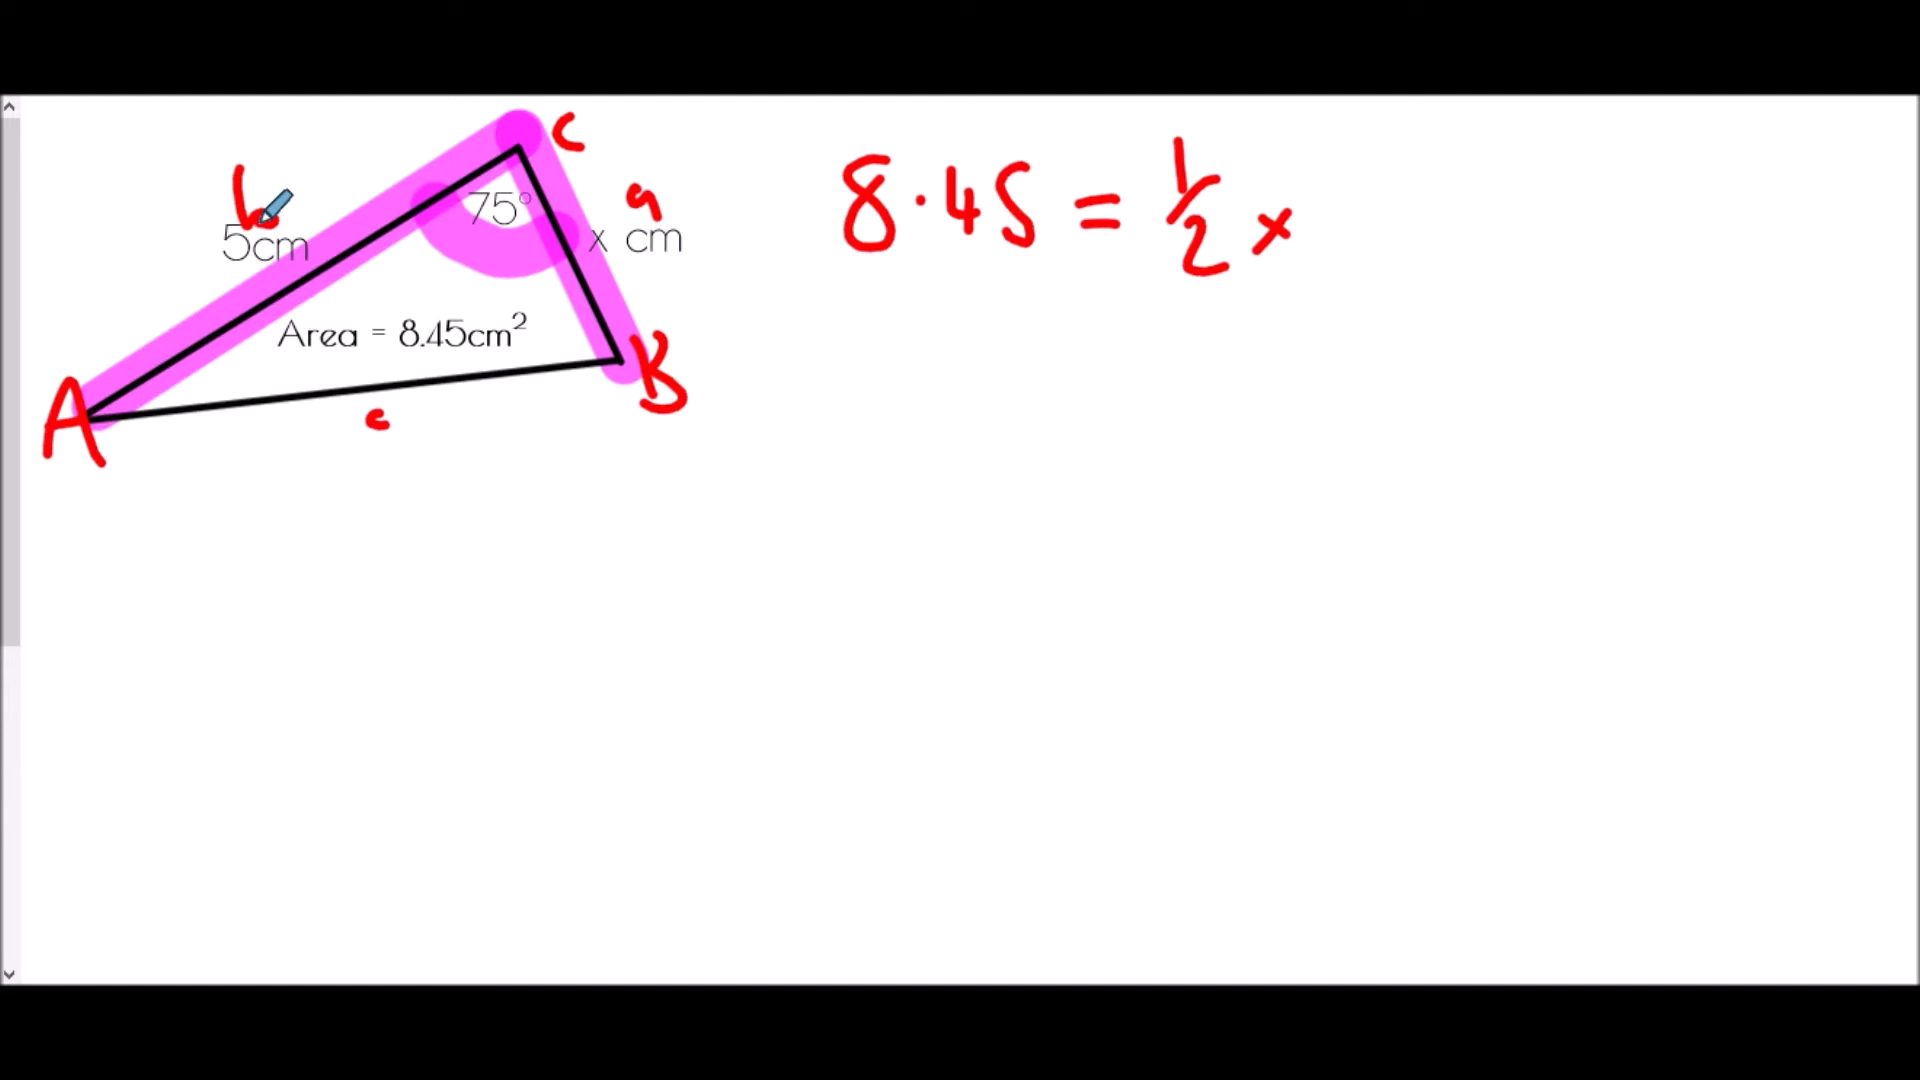 C
b
a
75°
5cm
x cm
8.45 = 1/2 ×
Area = 8.45cm²
A
B
c